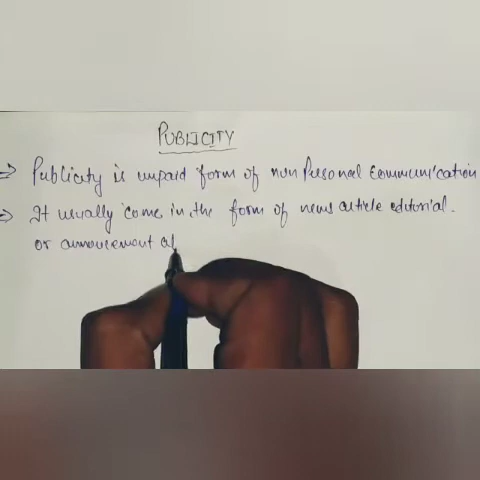 PUBLICITY
⇒ Publicity is unpaid form of non Personal Communication
⇒ It usually come in the form of news article editorial.
or announcement